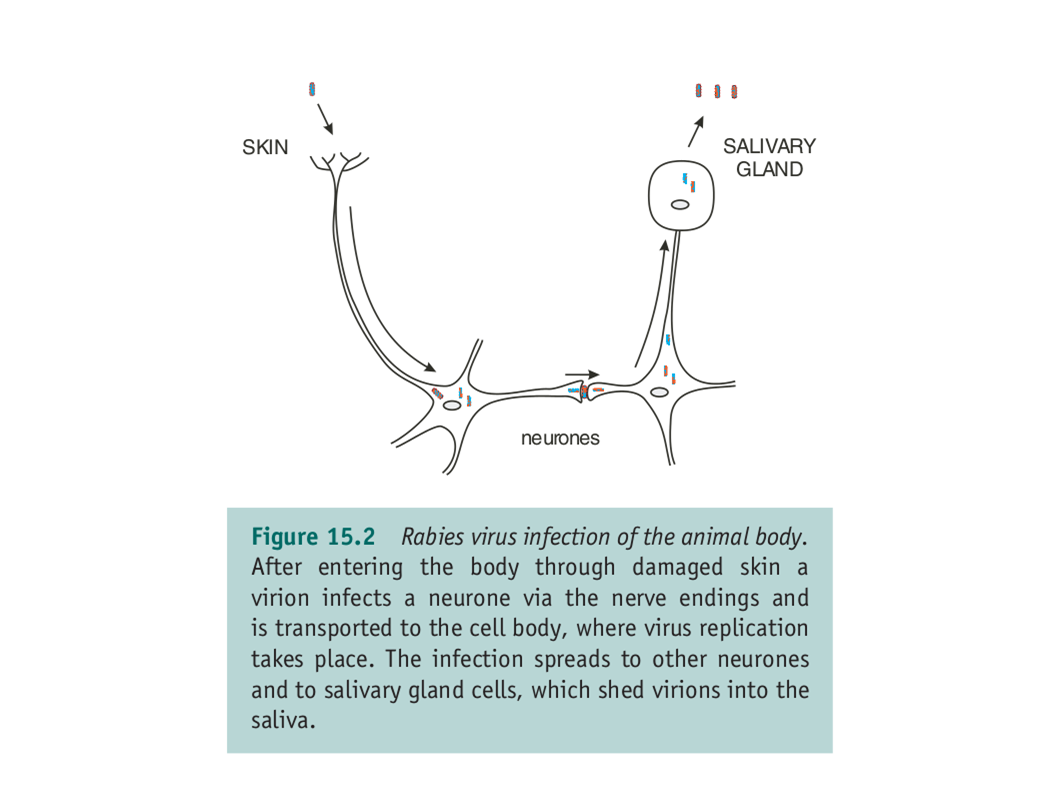 SKIN
SALIVARY
GLAND
neurones
Figure 15.2 Rabies virus infection of the animal body.
After entering the body through damaged skin a
virion infects a neurone via the nerve endings and
is transported to the cell body, where virus replication
takes place. The infection spreads to other neurones
and to salivary gland cells, which shed virions into the
saliva.